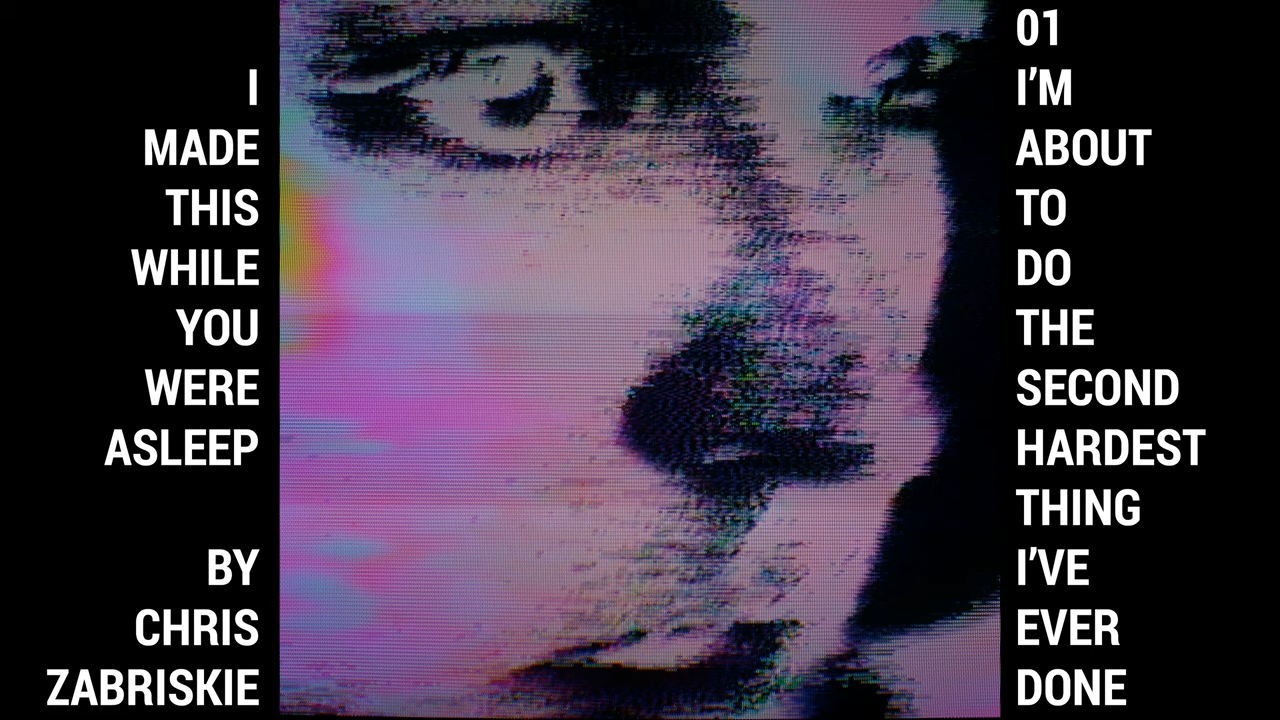 I
MADE
THIS
WHILE
YOU
WERE
ASLEEP
BY
CHRIS
ZABRISKIE
01
I'M
ABOUT
TO
DO
THE
SECOND
HARDEST
THING
I'VE
EVER
DONE